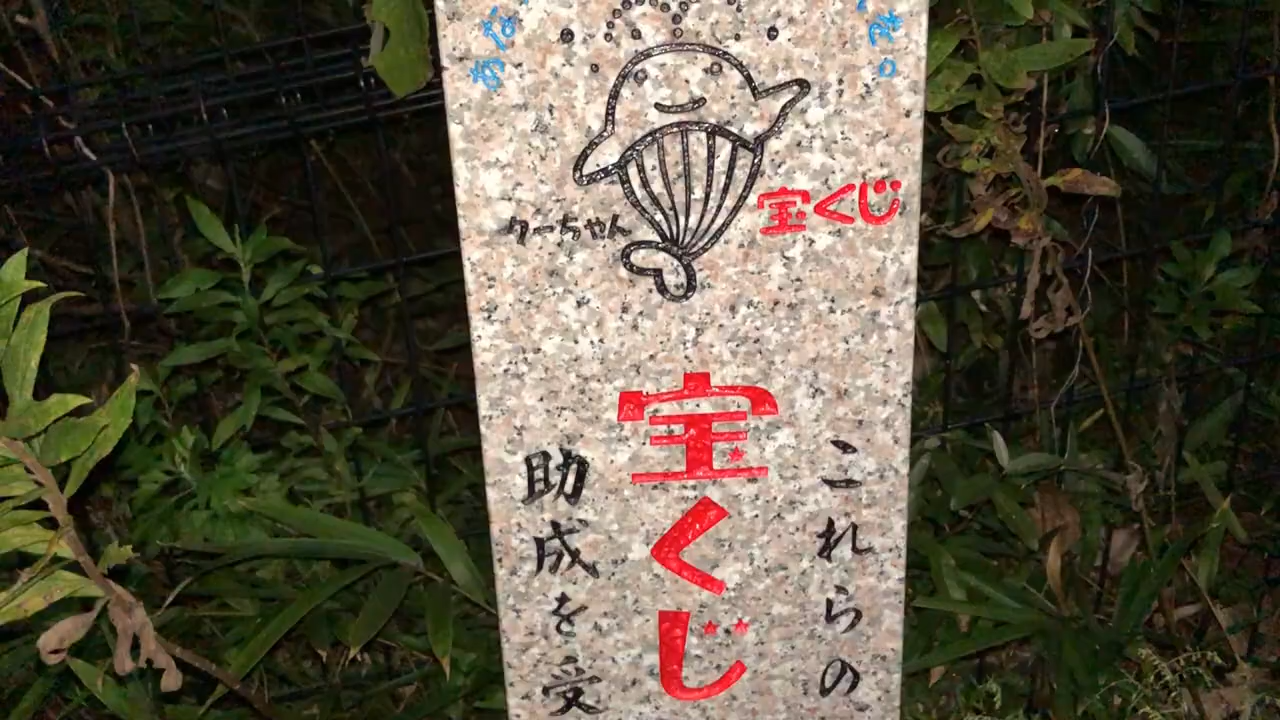 クーちゃん
宝くじ
これらの
宝くじ
助成を受